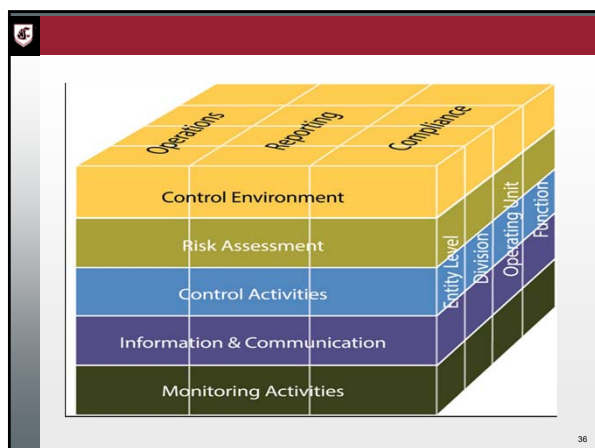 Operations
Reporting
Compliance
Control Environment
Risk Assessment
Control Activities
Information & Communication
Monitoring Activities
Entity Level
Division
Operating Unit
Function
36